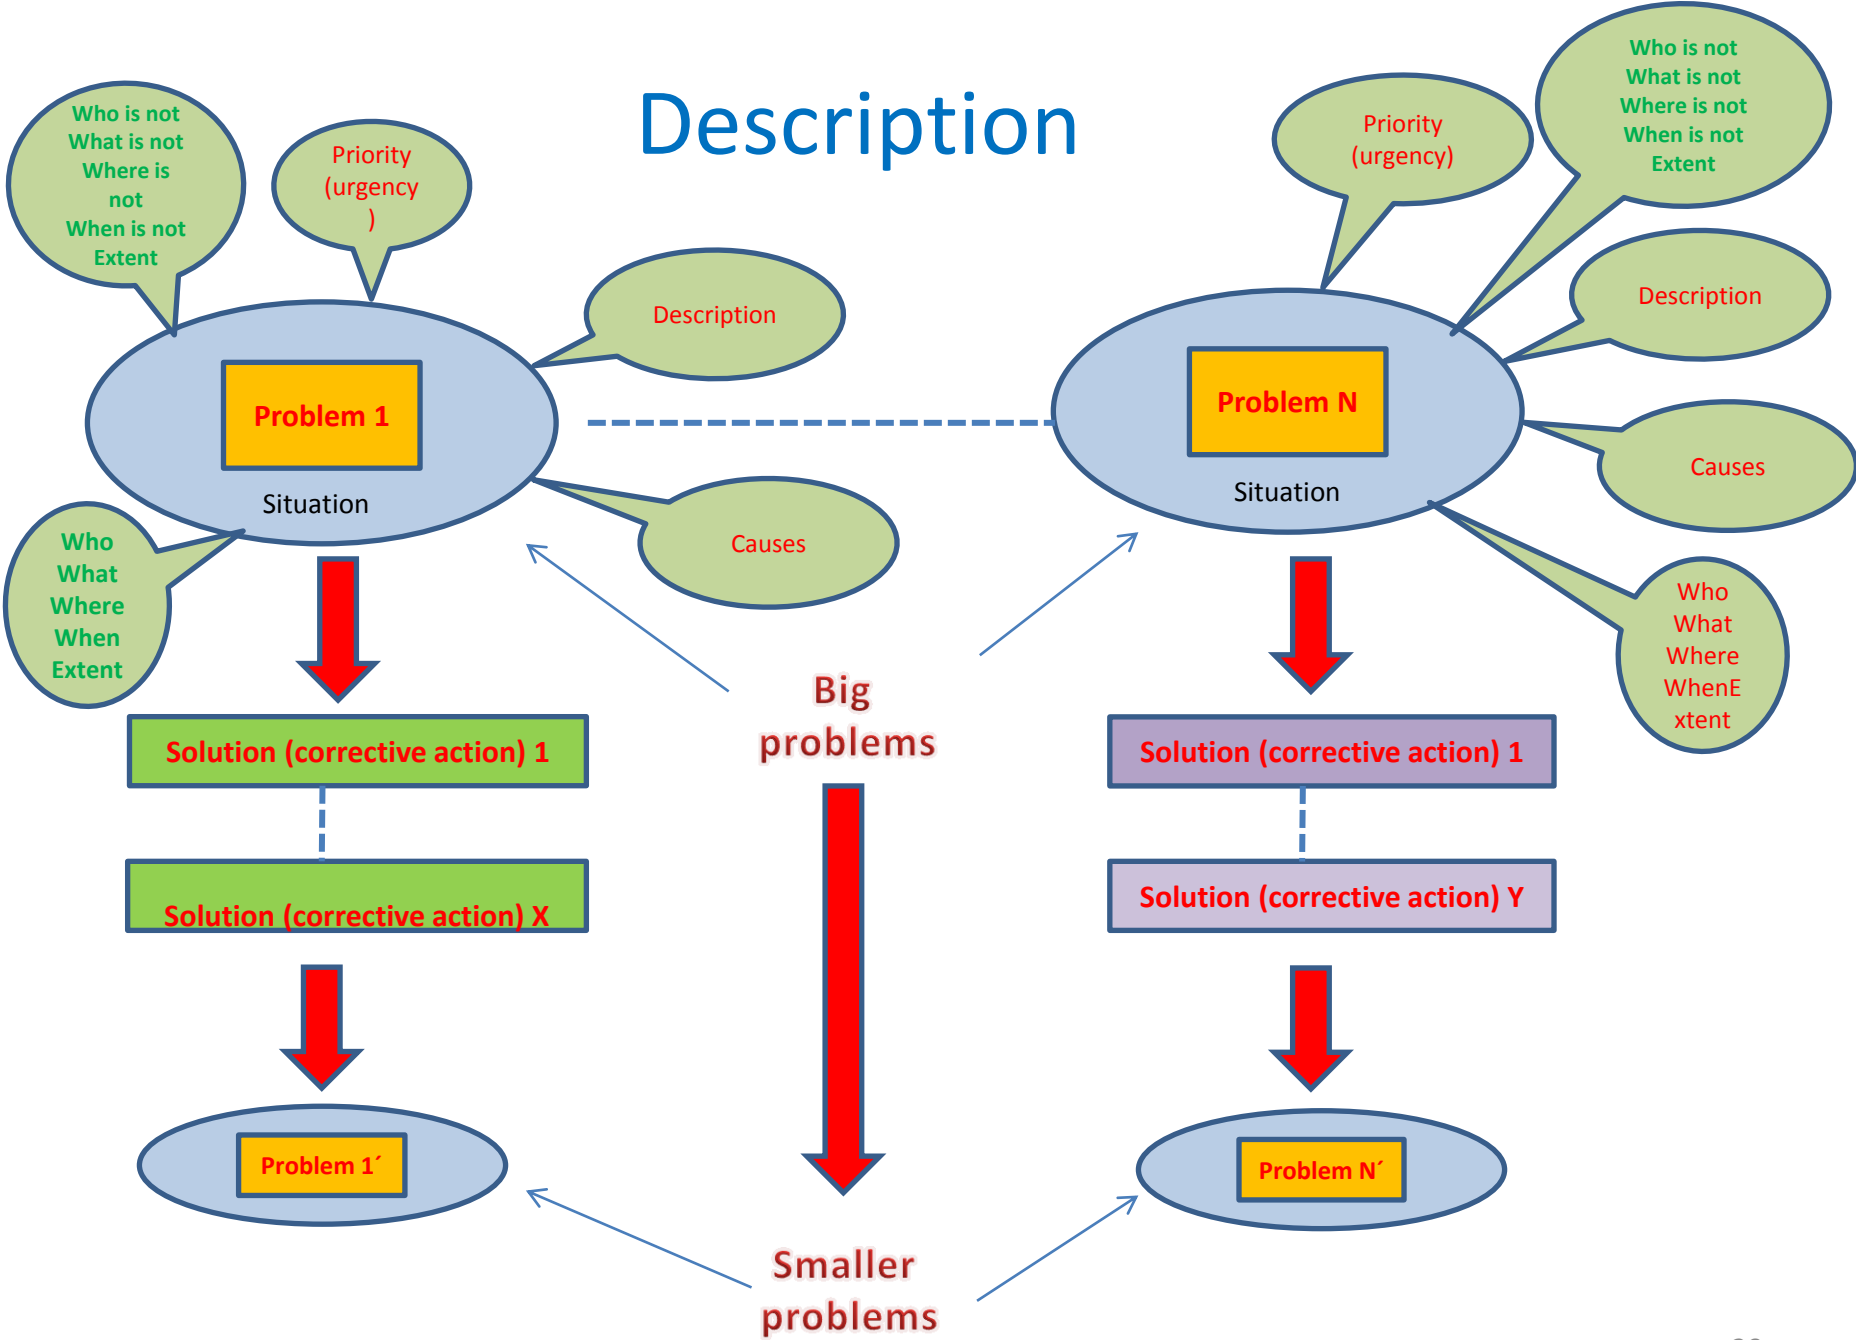 Description
Who is not
What is not
Where is
not
When is not
Extent
Priority
(urgency
)
Description
Problem 1
Situation
Causes
Who
What
Where
When
Extent
Priority
(urgency)
Who is not
What is not
Where is not
When is not
Extent
Description
Problem N
Situation
Causes
Who
What
Where
WhenE
xtent
Big
problems
Solution (corrective action) 1
Solution (corrective action) X
Solution (corrective action) 1
Solution (corrective action) Y
Problem 1´
Problem N´
Smaller
problems